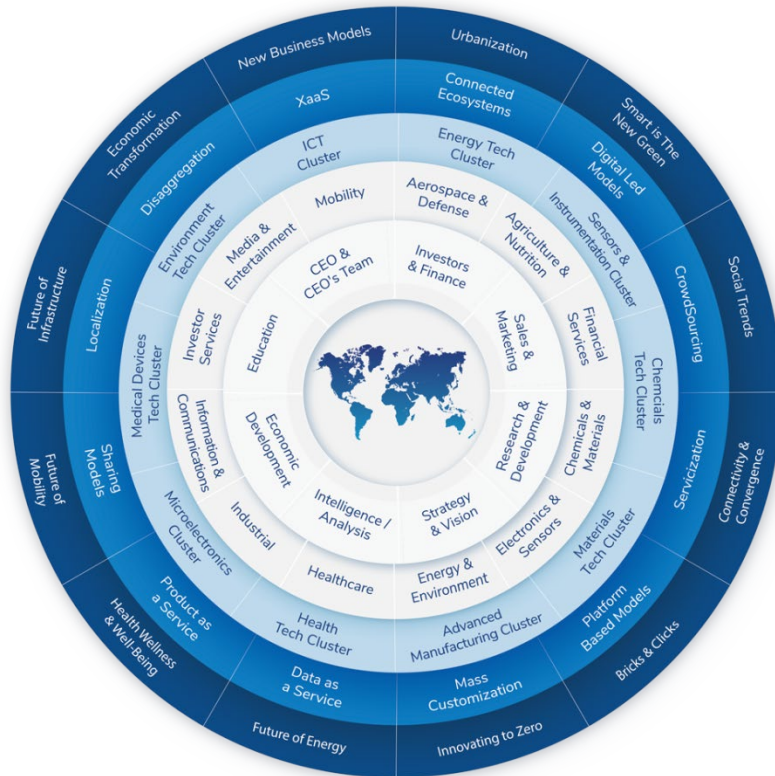 New Business Models
Urbanization
Smart is The
New Green
Social Trends
Connectivity &
Convergence
Bricks & Clicks
Innovating to Zero
Future of Energy
Health Wellness
& Well-Being
Future of
Mobility
Future of
Infrastructure
Economic
Transformation
XaaS
Connected
Ecosystems
Digital Led
Models
CrowdSourcing
Servicization
Platform
Based Models
Mass
Customization
Data as
a Service
Product as
a Service
Sharing
Models
Localization
Disaggregation
ICT
Cluster
Energy Tech
Cluster
Sensors &
Instrumentation Cluster
Chemcials
Tech Cluster
Materials
Tech Cluster
Advanced
Manufacturing Cluster
Health
Tech Cluster
Microelectronics
Cluster
Medical Devices
Tech Cluster
Environment
Tech Cluster
Mobility
Aerospace &
Defense
Agriculture &
Nutrition
Financial
Services
Chemicals &
Materials
Electronics &
Sensors
Energy &
Environment
Healthcare
Industrial
Information &
Communications
Investor
Services
Media &
Entertainment
CEO &
CEO's Team
Investors
& Finance
Sales &
Marketing
Research &
Development
Strategy
& Vision
Intelligence /
Analysis
Economic
Development
Education